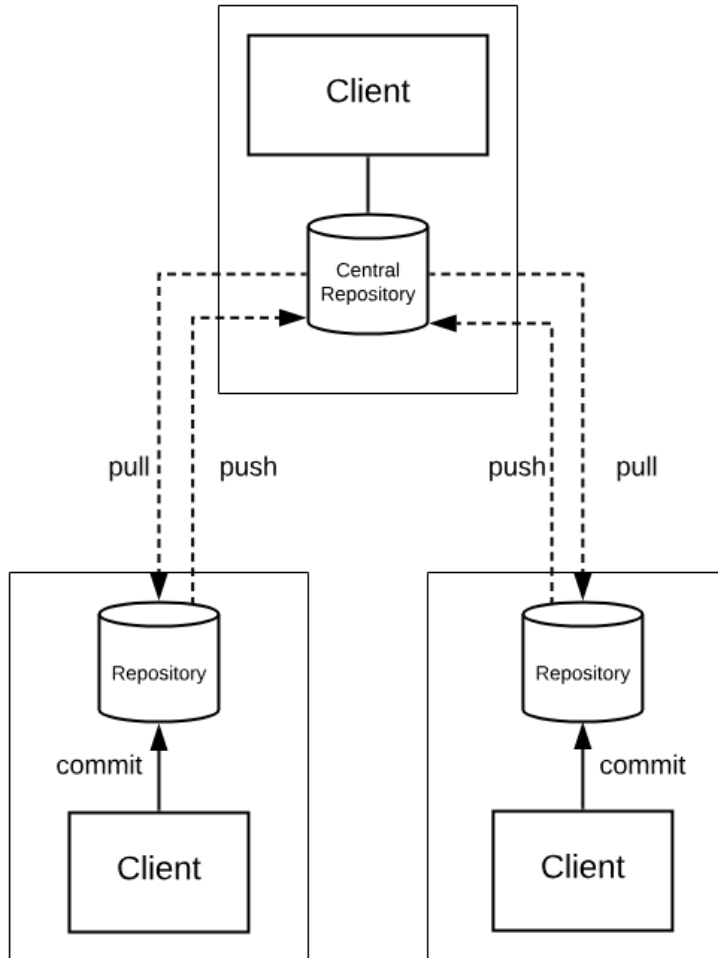 Client
Central
Repository
pull
push
push
pull
Repository
Repository
commit
commit
Client
Client